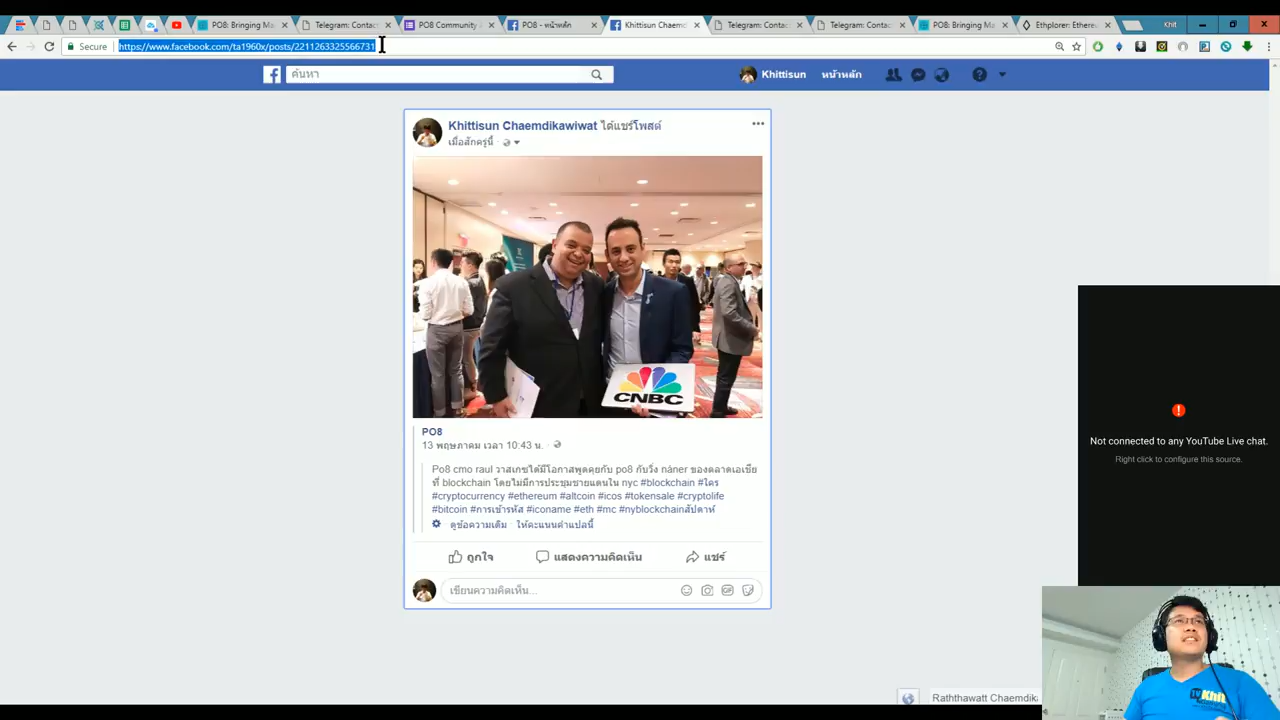 PO8: Bringing Ma
Telegram: Contac
PO8 Community A
PO8 - หน้าหลัก
Khittisun Chaemd
Telegram: Contac
Telegram: Contac
PO8: Bringing Ma
Ethplorer: Ethere
Khit
Secure
https://www.facebook.com/ta1960x/posts/2211263325566731
ค้นหา
Khittisun
หน้าหลัก
Khittisun Chaemdikawiwat ได้แชร์โพสต์
เมื่อสักครู่นี้
CNBC
PO8
13 พฤษภาคม เวลา 10:43 น.
Po8 cmo raul วาสเกซได้มีโอกาสพูดคุยกับ po8 กับวิ่ง náner ของตลาดเอเชีย
ที่ blockchain โดยไม่มีการประชุมชายแดนใน nyc #blockchain #ใคร
#cryptocurrency #ethereum #altcoin #icos #tokensale #cryptolife
#bitcoin #การเข้ารหัส #iconame #eth #mc #nyblockchainสัปดาห์
ดูข้อความเดิม · ให้คะแนนคำแปลนี้
ถูกใจ
แสดงความคิดเห็น
แชร์
เขียนความคิดเห็น...
GIF
Not connected to any YouTube Live chat.
Right click to configure this source.
Raththawatt Chaemdik
Khit